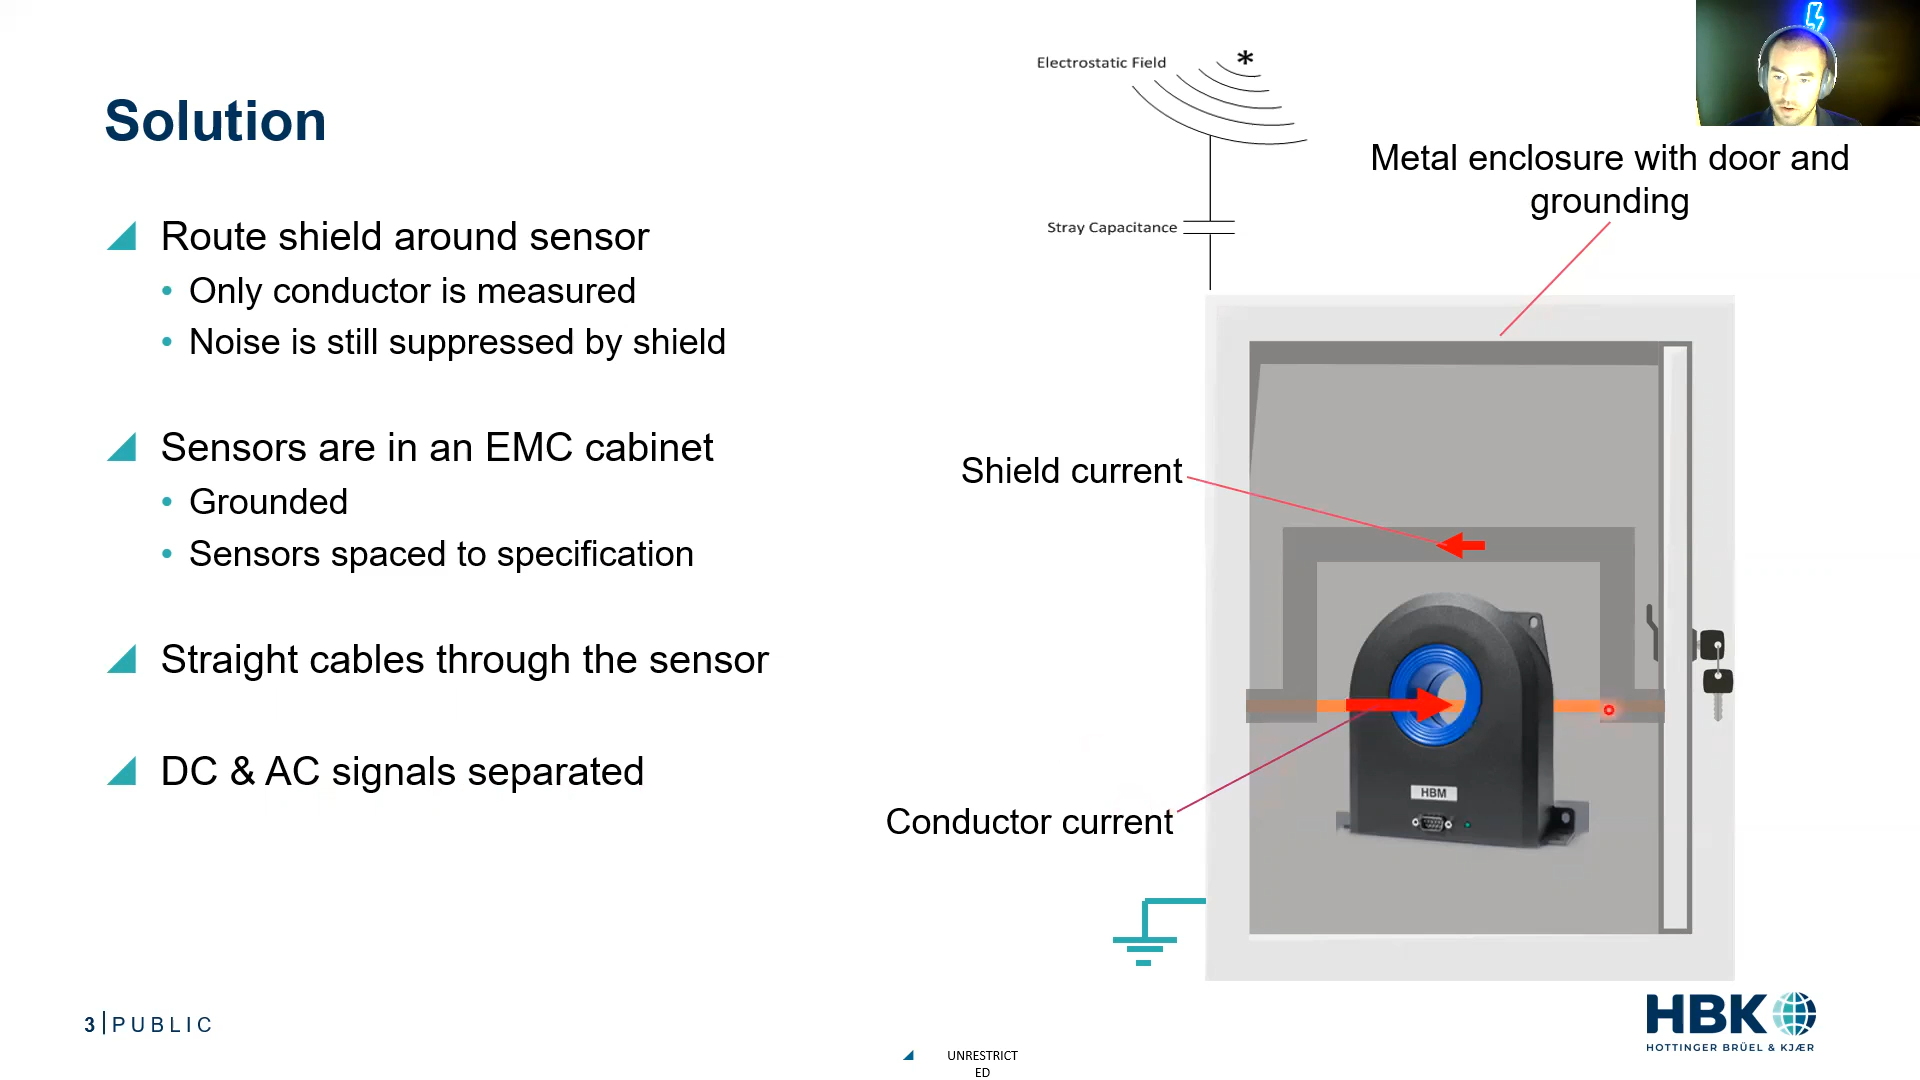 Solution
Route shield around sensor
• Only conductor is measured
• Noise is still suppressed by shield
Sensors are in an EMC cabinet
• Grounded
• Sensors spaced to specification
Straight cables through the sensor
DC & AC signals separated
Electrostatic Field
*
Stray Capacitance
Metal enclosure with door and
grounding
Shield current
Conductor current
HBM
3 | PUBLIC
UNRESTRICT
ED
HBK
HOTTINGER BRÜEL & KJÆR